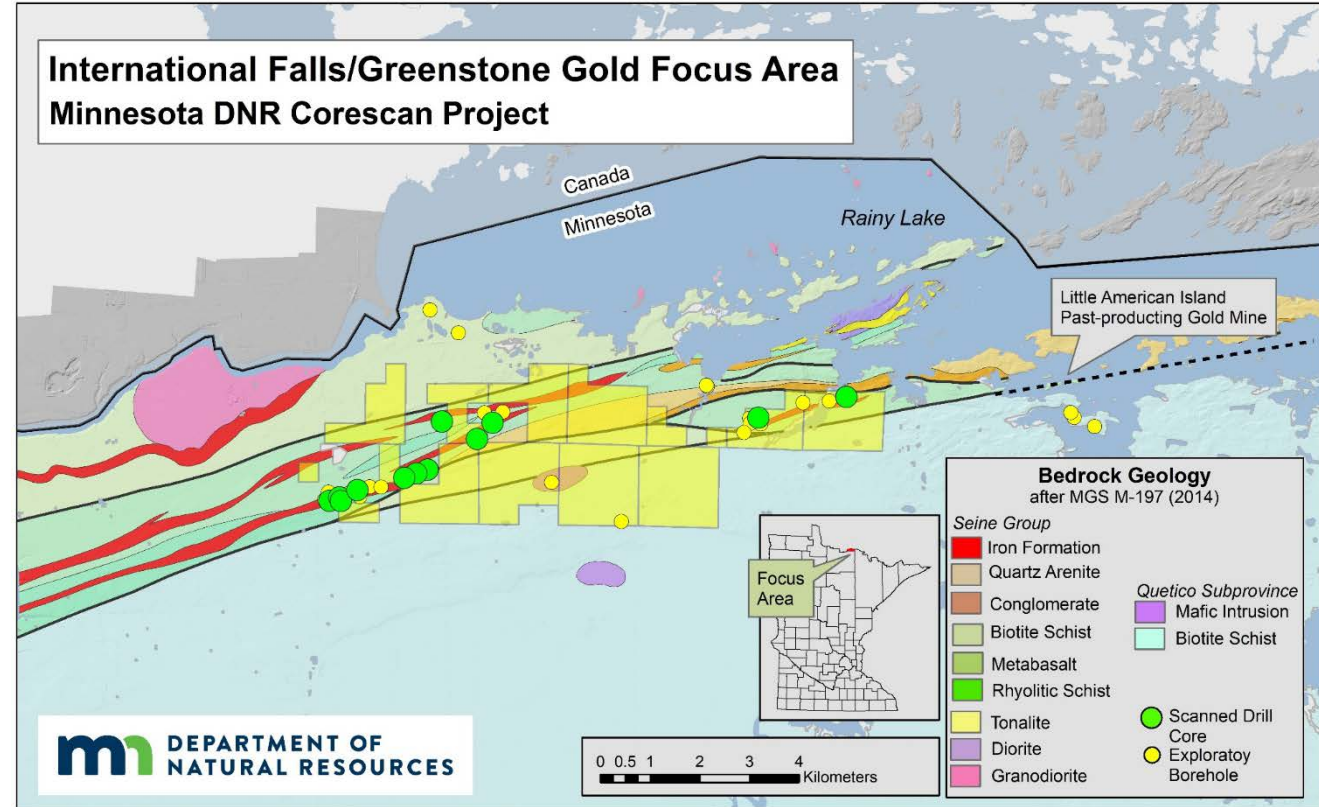 International Falls/Greenstone Gold Focus Area
Minnesota DNR Corescan Project
Canada
Minnesota
Rainy Lake
Little American Island
Past-producting Gold Mine
Focus
Area
Bedrock Geology
after MGS M-197 (2014)
Seine Group
Iron Formation
Quartz Arenite
Conglomerate
Biotite Schist
Metabasalt
Rhyolitic Schist
Tonalite
Diorite
Granodiorite
Quetico Subprovince
Mafic Intrusion
Biotite Schist
Scanned Drill
Core
Exploratoy
Borehole
0 0.5 1 2 3 4
Kilometers
mn DEPARTMENT OF
NATURAL RESOURCES